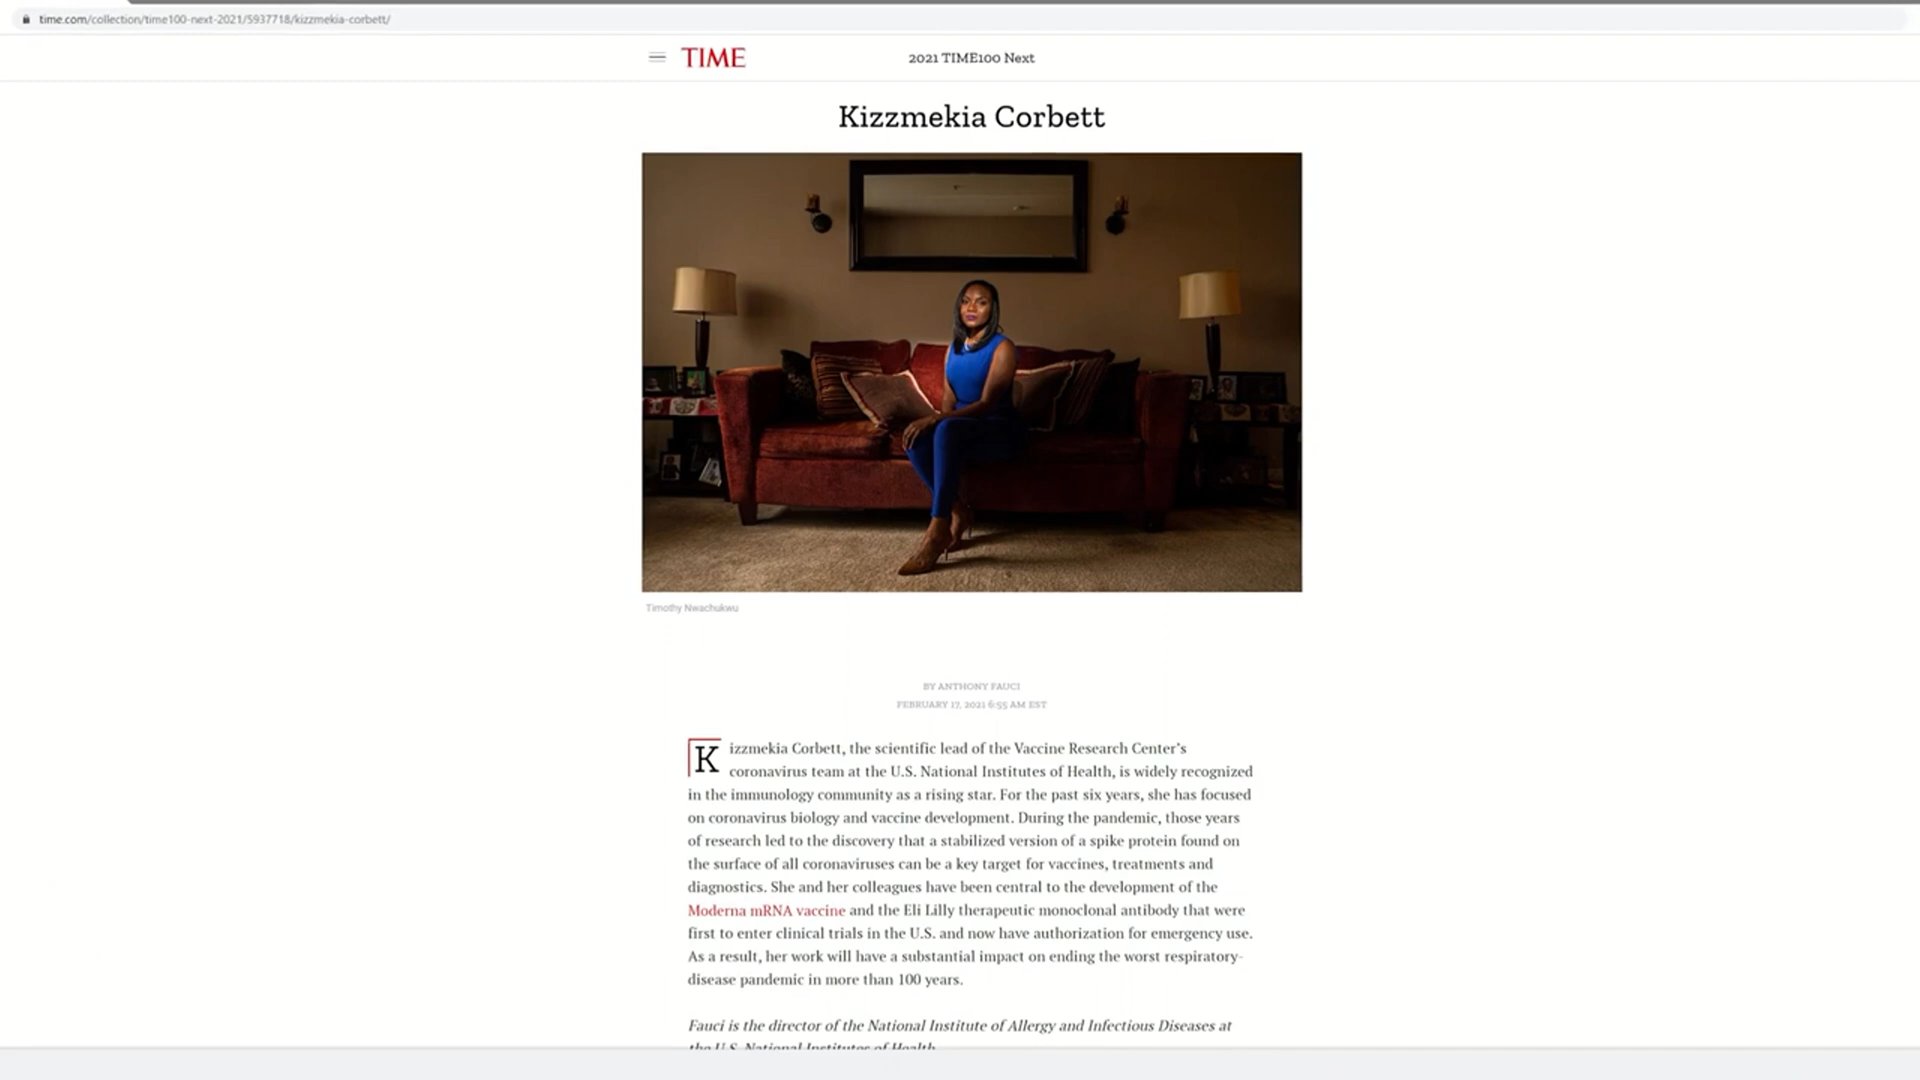 time.com/collection/time100-next-2021/5937718/kizzmekia-corbett/
TIME
2021 TIME100 Next
Kizzmekia Corbett
Timothy Nwachukwu
BY ANTHONY FAUCI
FEBRUARY 17, 2021 6:55 AM EST
Kizzmekia Corbett, the scientific lead of the Vaccine Research Center's
coronavirus team at the U.S. National Institutes of Health, is widely recognized
in the immunology community as a rising star. For the past six years, she has focused
on coronavirus biology and vaccine development. During the pandemic, those years
of research led to the discovery that a stabilized version of a spike protein found on
the surface of all coronaviruses can be a key target for vaccines, treatments and
diagnostics. She and her colleagues have been central to the development of the
Moderna mRNA vaccine and the Eli Lilly therapeutic monoclonal antibody that were
first to enter clinical trials in the U.S. and now have authorization for emergency use.
As a result, her work will have a substantial impact on ending the worst respiratory-
disease pandemic in more than 100 years.
Fauci is the director of the National Institute of Allergy and Infectious Diseases at
the U.S. National Institutes of Health